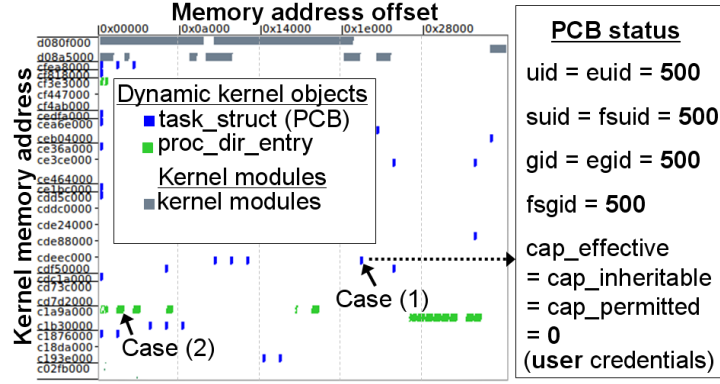 Memory address offset
0x00000
0x0a000
0x14000
0x1e000
0x28000
Kernel memory address
d080f000
d08a5000
cfea8000
cf818000
cf3e3000
cf447000
cf4ab000
cedfa000
cea6e000
ceb04000
ce36a000
ce3ce000
ce464000
ce1bc000
cdd5c000
cddc0000
cde24000
cde88000
cdeec000
cdf50000
cdc1a000
cd73c000
cd7d2000
c1a9a000
c1b30000
c1876000
c18da000
c193e000
c02fb000
Dynamic kernel objects
task_struct (PCB)
proc_dir_entry
Kernel modules
kernel modules
Case (1)
Case (2)
PCB status
uid = euid = 500
suid = fsuid = 500
gid = egid = 500
fsgid = 500
cap_effective
= cap_inheritable
= cap_permitted
= 0
(user credentials)